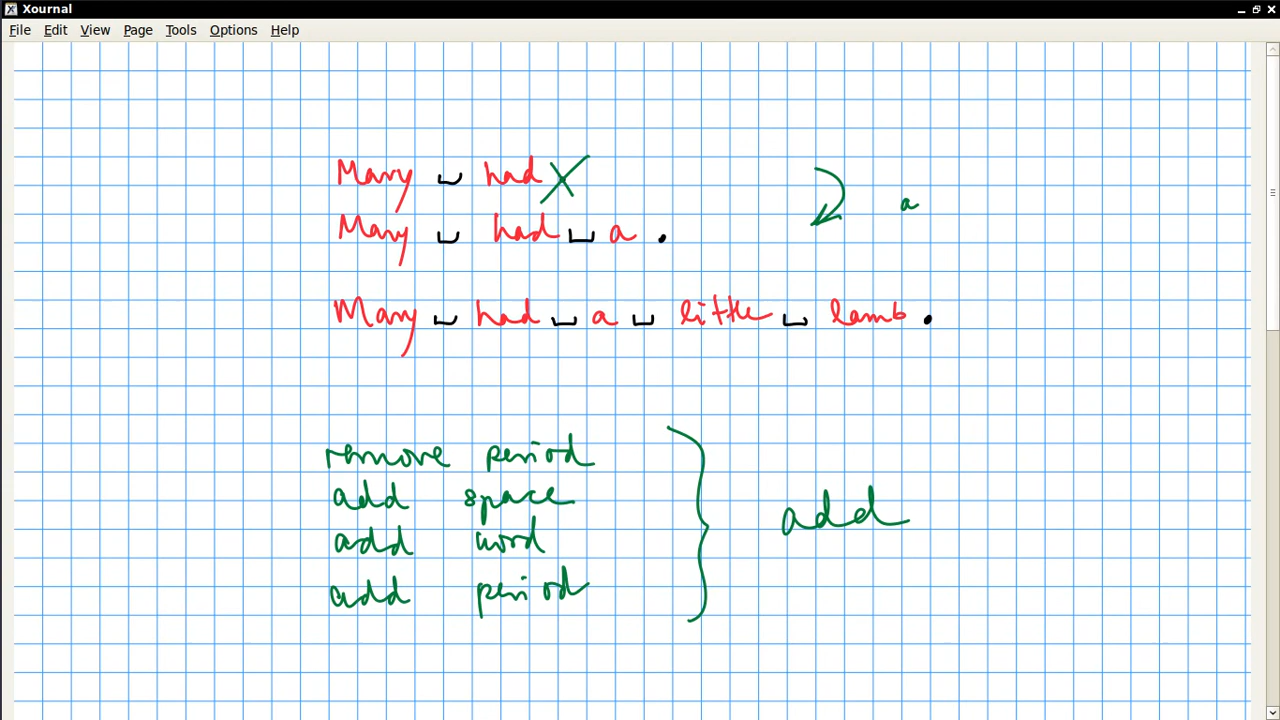 Xournal
File Edit View Page Tools Options Help
Mary ␣ had
a
Mary ␣ had ␣ a .
Mary ␣ had ␣ a ␣ little ␣ lamb .
remove period
add space
add word
add period
add